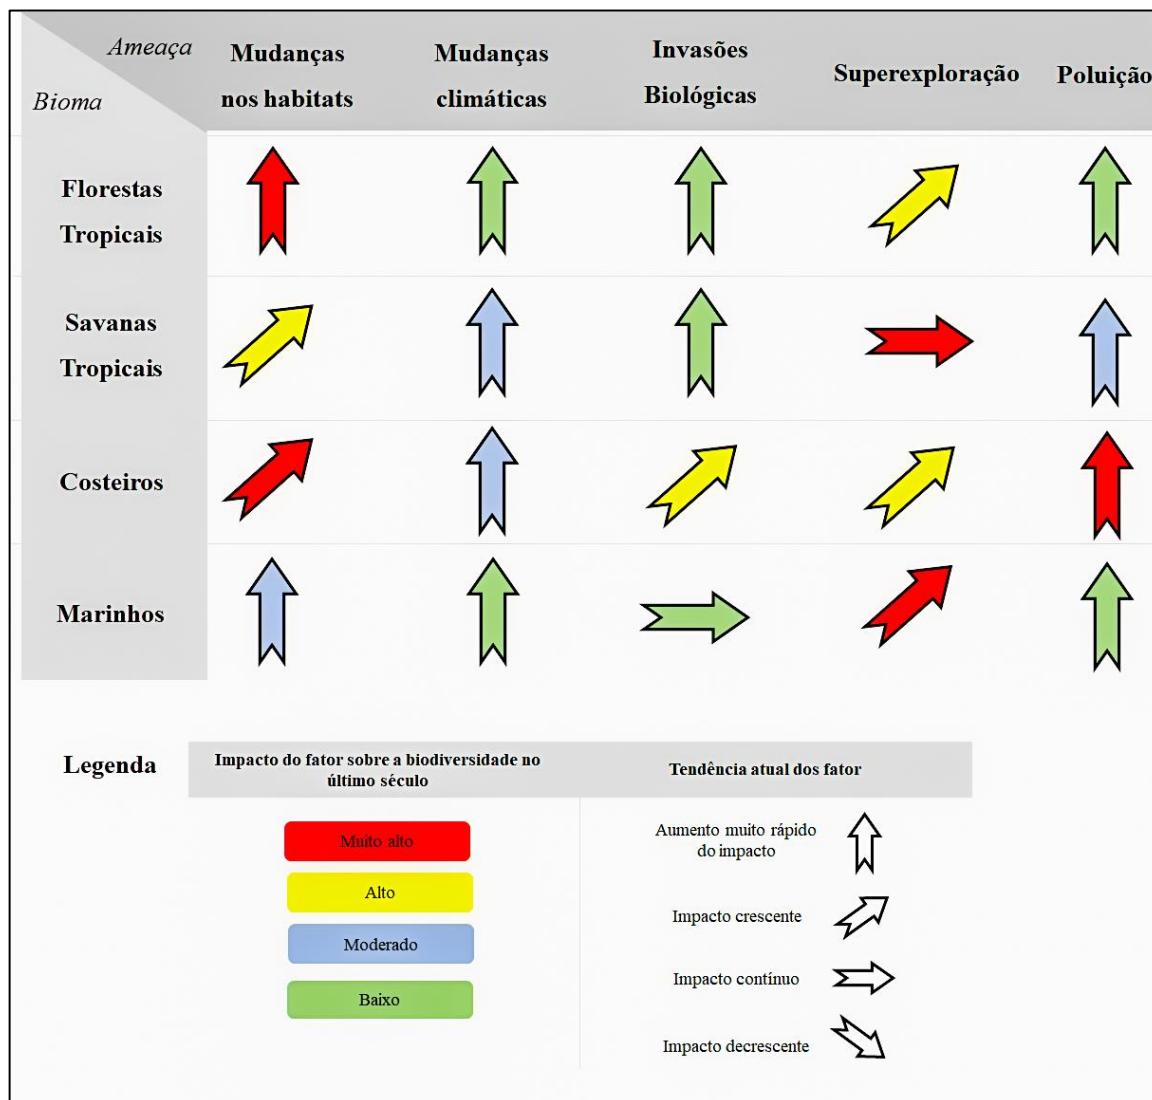 Ameaça
Bioma
Mudanças
nos habitats
Mudanças
climáticas
Invasões
Biológicas
Superexploração
Poluição
Florestas
Tropicais
Savanas
Tropicais
Costeiros
Marinhos
Legenda
Impacto do fator sobre a biodiversidade no
último século
Tendência atual dos fator
Muito alto
Alto
Moderado
Baixo
Aumento muito rápido
do impacto
Impacto crescente
Impacto contínuo
Impacto decrescente